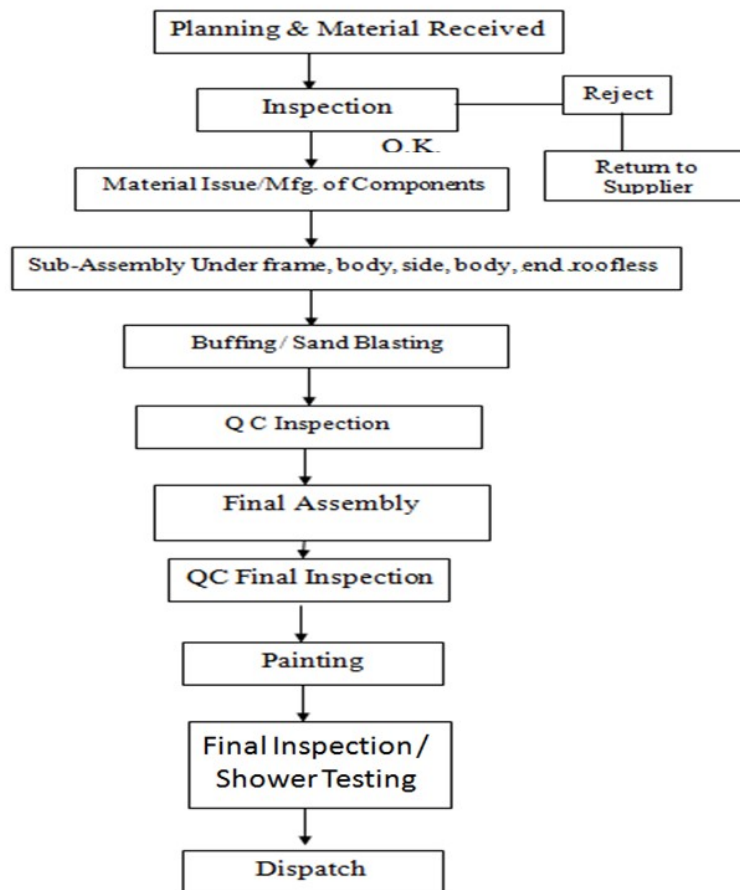 Planning & Material Received
Inspection
Reject
O.K.
Return to
Supplier
Material Issue/Mfg. of Components
Sub-Assembly Under frame, body, side, body, end .roofless
Buffing / Sand Blasting
Q C Inspection
Final Assembly
QC Final Inspection
Painting
Final Inspection /
Shower Testing
Dispatch